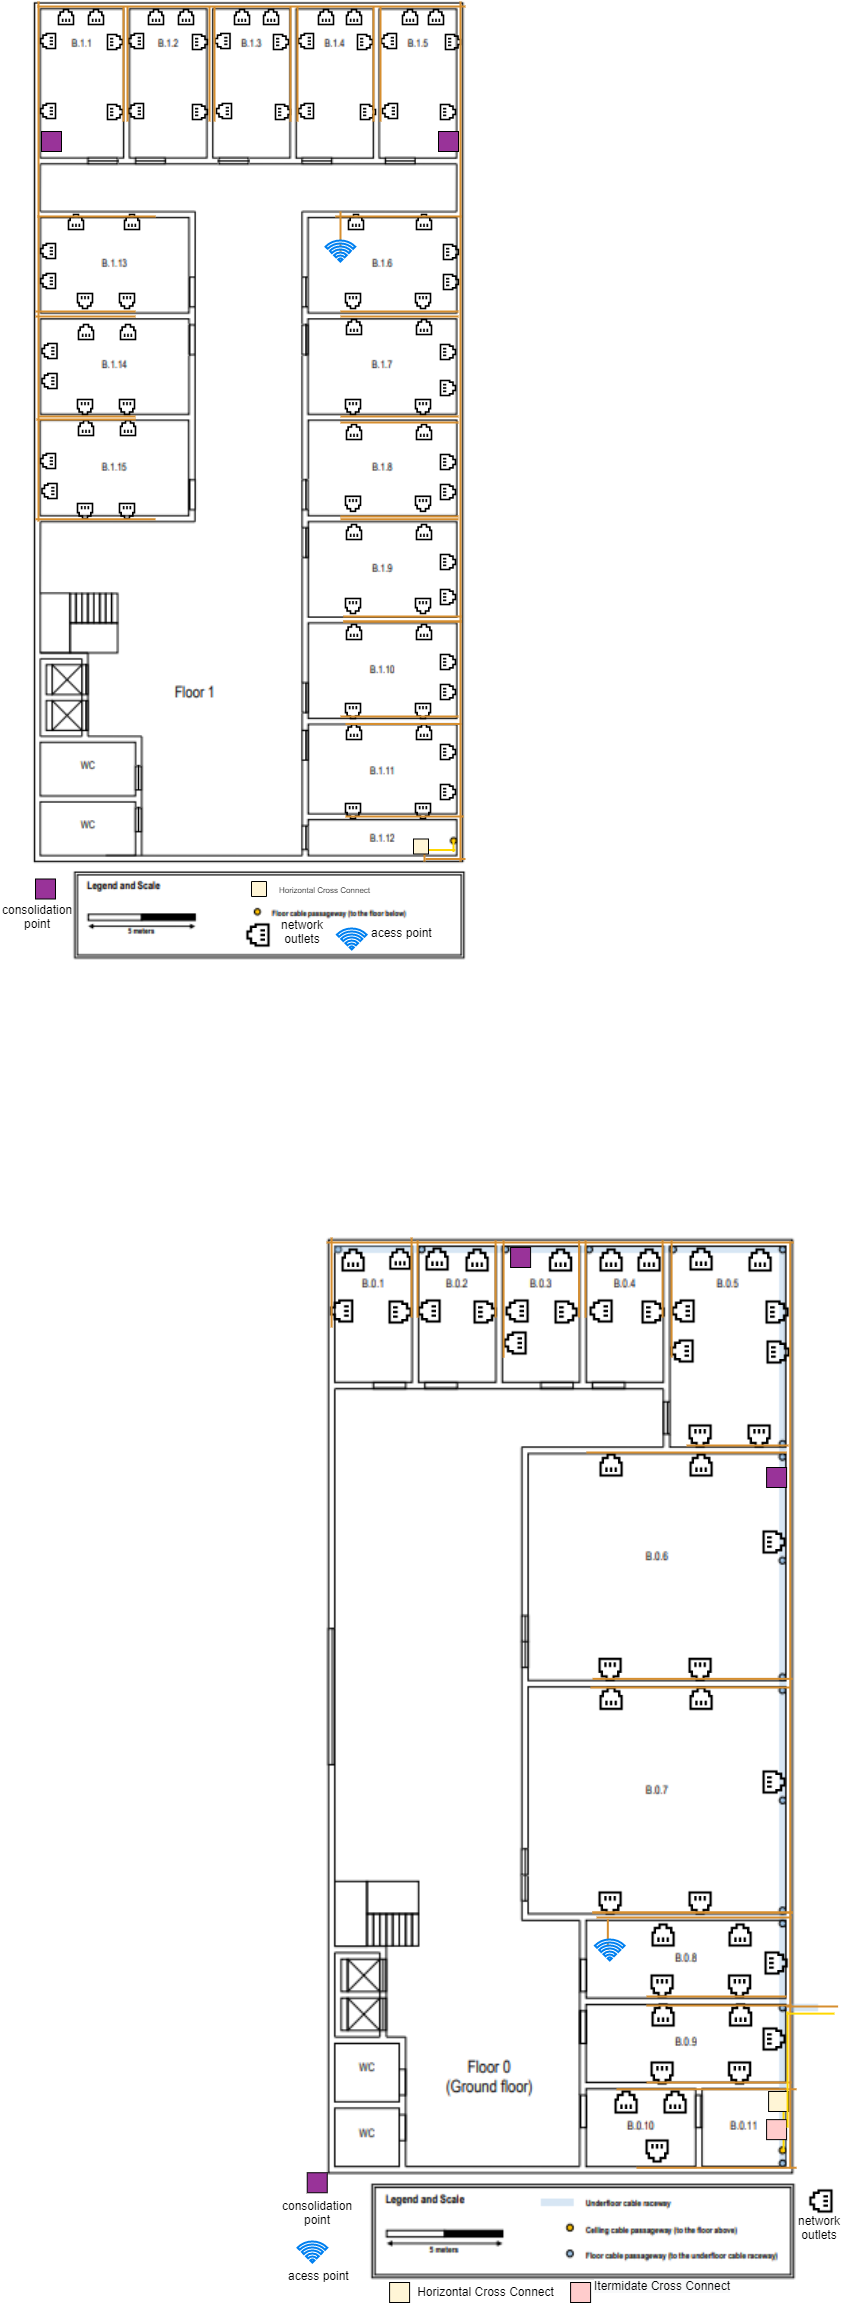 B.1.1
B.1.2
B.1.3
B.1.4
B.1.5
B.1.13
B.1.6
B.1.14
B.1.7
B.1.15
B.1.8
B.1.9
B.1.10
Floor 1
B.1.11
WC
WC
B.1.12
Legend and Scale
Horizontal Cross Connect
consolidation
point
5 meters
Floor cable passageway (to the floor below)
network
outlets
acess point
B.0.1
B.0.2
B.0.3
B.0.4
B.0.5
B.0.6
B.0.7
B.0.8
B.0.9
Floor 0
(Ground floor)
WC
WC
B.0.10
B.0.11
consolidation
point
acess point
Legend and Scale
5 meters
Underfloor cable raceway
Ceiling cable passageway (to the floor above)
Floor cable passageway (to the underfloor cable raceway)
network
outlets
Horizontal Cross Connect
Itermidate Cross Connect